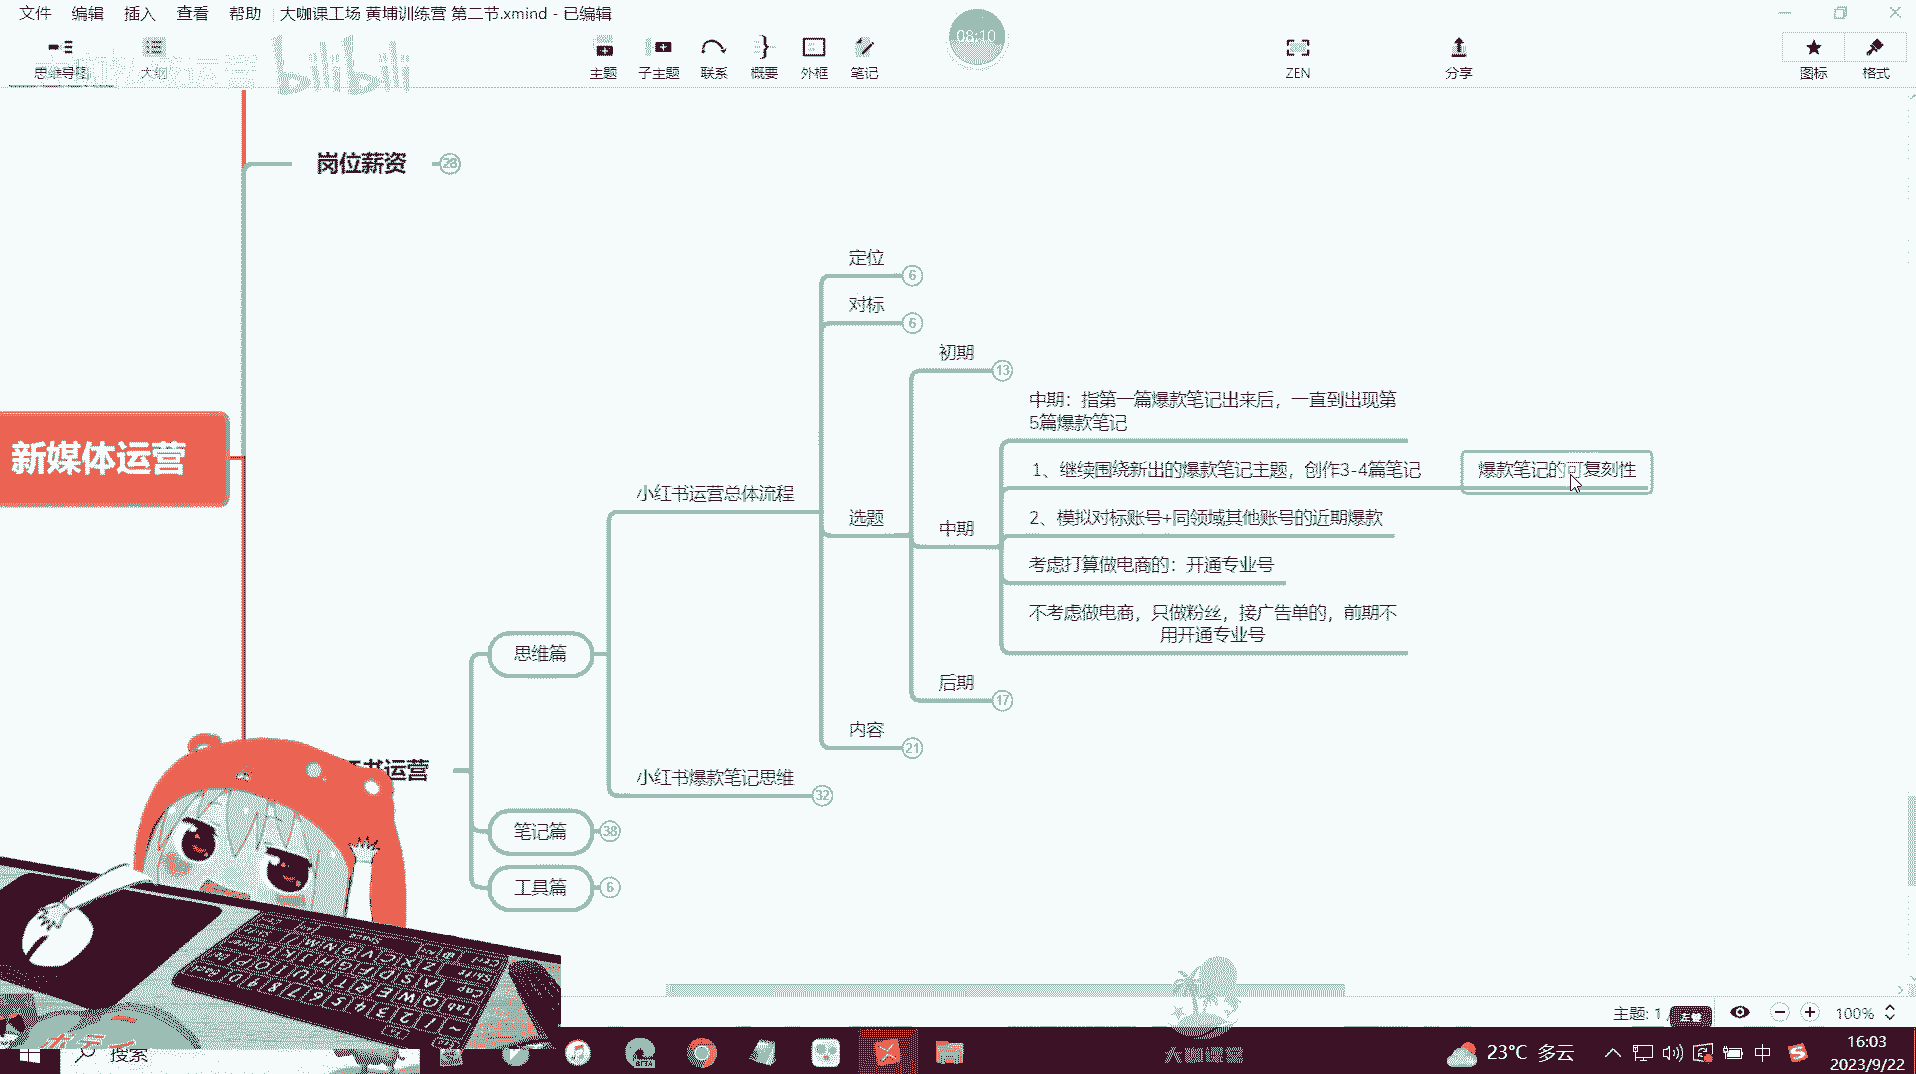 文件 编辑 插入 查看 帮助 大咖课工场 黄埔训练营 第二节.xmind - 已编辑
思维导图 大纲 主题 子主题 联系 概要 外框 笔记 ZEN 分享 图标 格式
bilibili
08:10
岗位薪资 28
新媒体运营
定位 6
对标 6
初期 13
中期：指第一篇爆款笔记出来后，一直到出现第
5篇爆款笔记
1、继续围绕新出的爆款笔记主题，创作3-4篇笔记 爆款笔记的可复刻性
小红书运营总体流程
选题
2、模拟对标账号+同领域其他账号的近期爆款
中期
考虑打算做电商的：开通专业号
不考虑做电商，只做粉丝，接广告单的，前期不
用开通专业号
思维篇
后期 17
内容 21
书运营
小红书爆款笔记思维 32
笔记篇 38
工具篇 6
主题: 1
左键
100%
搜索
BETA
大咖课堂
23°C 多云
中
16:03
2023/9/22